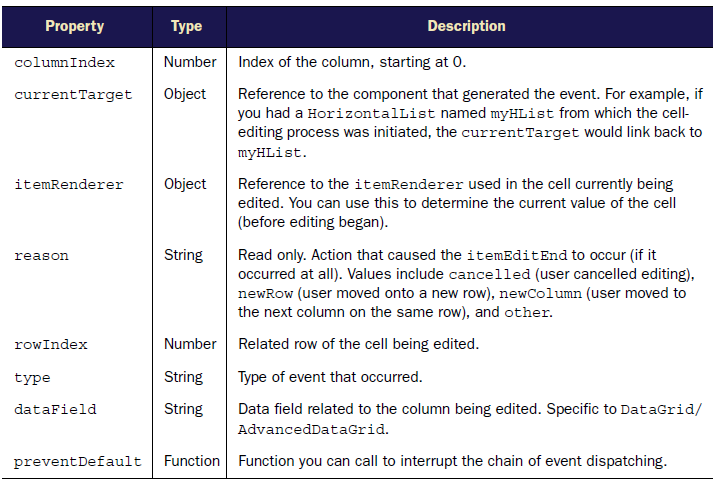 Property Type Description
columnIndex Number Index of the column, starting at 0.
currentTarget Object Reference to the component that generated the event. For example, if
you had a HorizontalList named myHList from which the cell-
editing process was initiated, the currentTarget would link back to
myHList.
itemRenderer Object Reference to the itemRenderer used in the cell currently being
edited. You can use this to determine the current value of the cell
(before editing began).
reason String Read only. Action that caused the itemEditEnd to occur (if it
occurred at all). Values include cancelled (user cancelled editing),
newRow (user moved onto a new row), newColumn (user moved to
the next column on the same row), and other.
rowIndex Number Related row of the cell being edited.
type String Type of event that occurred.
dataField String Data field related to the column being edited. Specific to DataGrid/
AdvancedDataGrid.
preventDefault Function Function you can call to interrupt the chain of event dispatching.